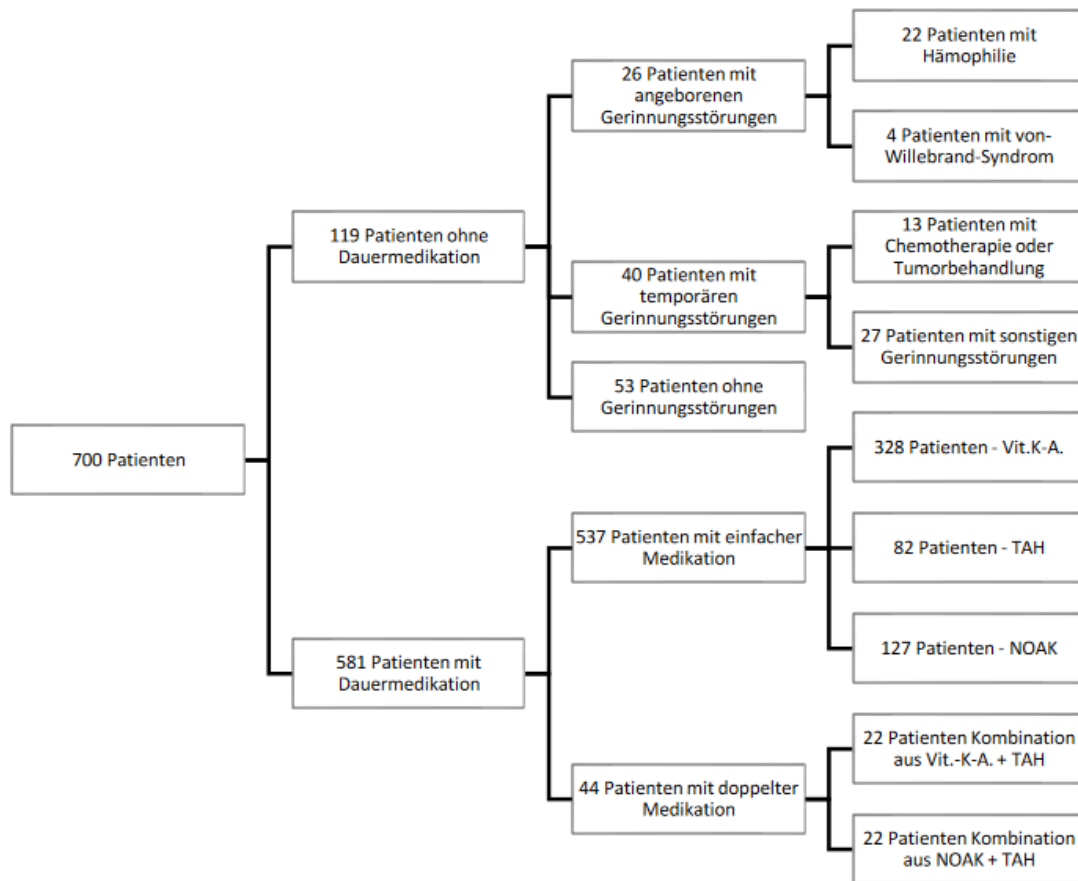 700 Patienten
119 Patienten ohne
Dauermedikation
26 Patienten mit
angeborenen
Gerinnungsstörungen
22 Patienten mit
Hämophilie
4 Patienten mit von-
Willebrand-Syndrom
40 Patienten mit
temporären
Gerinnungsstörungen
13 Patienten mit
Chemotherapie oder
Tumorbehandlung
27 Patienten mit sonstigen
Gerinnungsstörungen
53 Patienten ohne
Gerinnungsstörungen
581 Patienten mit
Dauermedikation
537 Patienten mit einfacher
Medikation
328 Patienten - Vit.K-A.
82 Patienten - TAH
127 Patienten - NOAK
44 Patienten mit doppelter
Medikation
22 Patienten Kombination
aus Vit.-K-A. + TAH
22 Patienten Kombination
aus NOAK + TAH